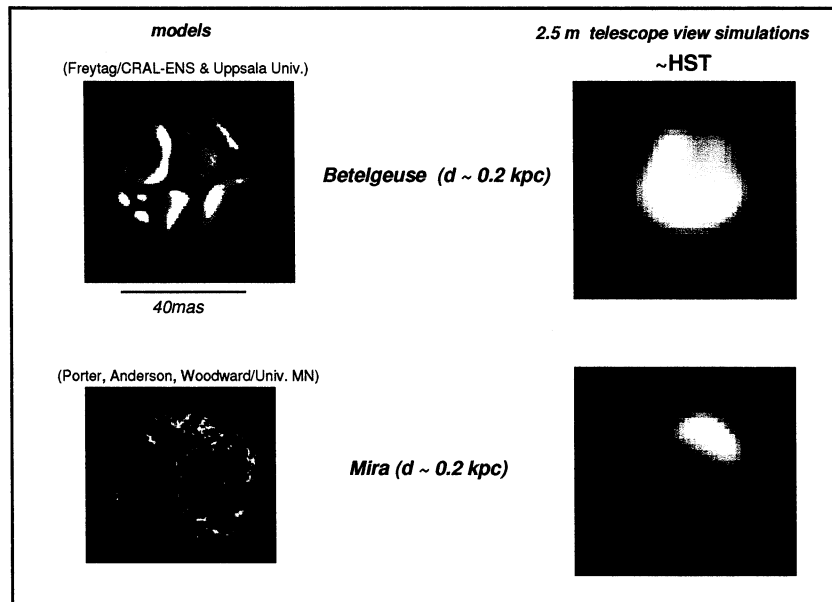 models
2.5 m telescope view simulations
(Freytag/CRAL-ENS & Uppsala Univ.)
~HST
Betelgeuse (d ~ 0.2 kpc)
40mas
(Porter, Anderson, Woodward/Univ. MN)
Mira (d ~ 0.2 kpc)